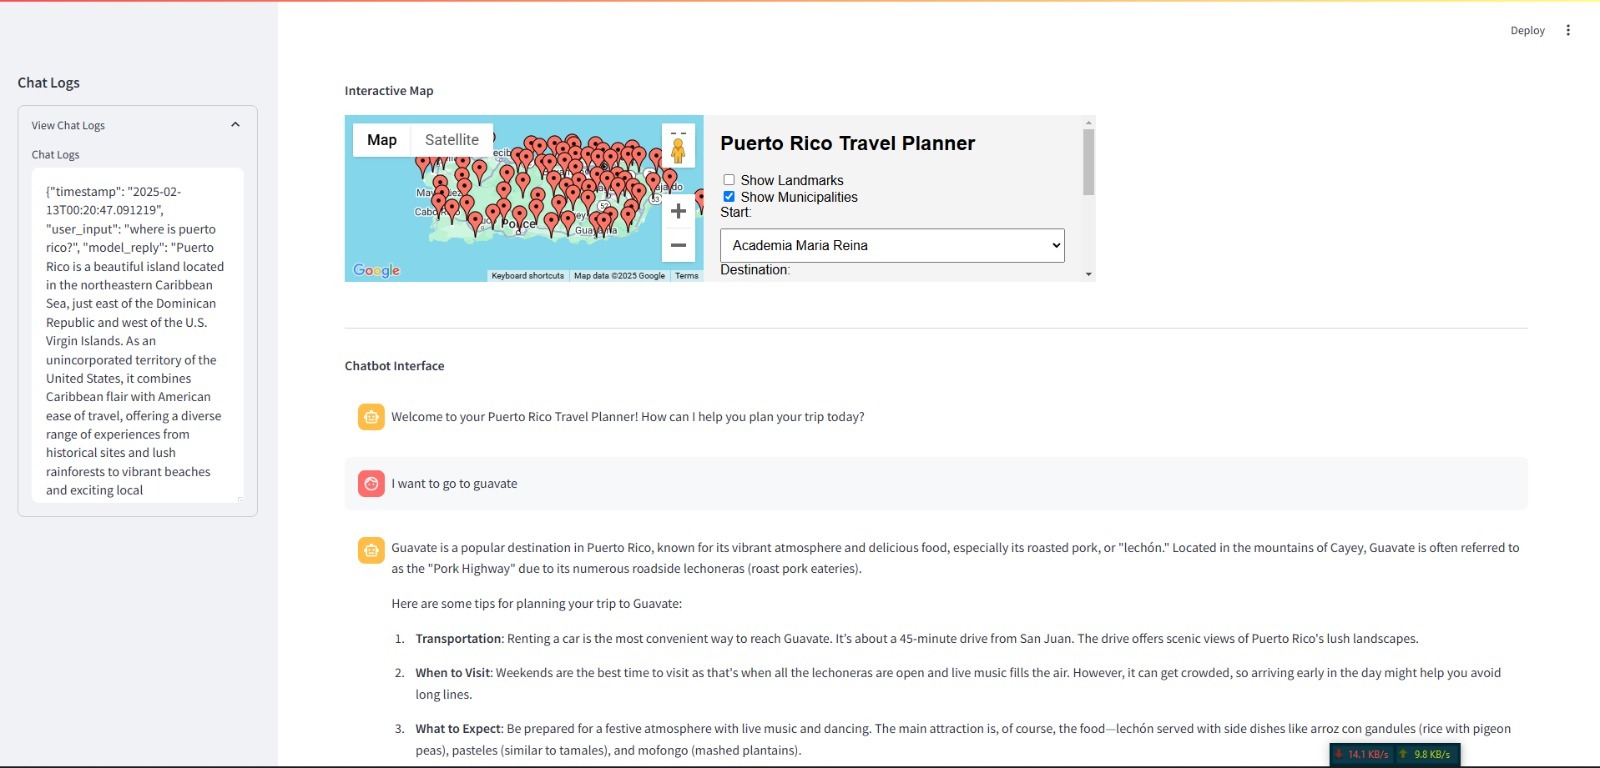 Deploy
Chat Logs
View Chat Logs
Chat Logs
{"timestamp": "2025-02-
13T00:20:47.091219",
"user_input": "where is puerto
rico?", "model_reply": "Puerto
Rico is a beautiful island located
in the northeastern Caribbean
Sea, just east of the Dominican
Republic and west of the U.S.
Virgin Islands. As an
unincorporated territory of the
United States, it combines
Caribbean flair with American
ease of travel, offering a diverse
range of experiences from
historical sites and lush
rainforests to vibrant beaches
and exciting local
Interactive Map
Map Satellite
Ponce
52
53
Google
Keyboard shortcuts Map data ©2025 Google Terms
Puerto Rico Travel Planner
Show Landmarks
Show Municipalities
Start:
Academia Maria Reina
Destination:
Chatbot Interface
Welcome to your Puerto Rico Travel Planner! How can I help you plan your trip today?
I want to go to guavate
Guavate is a popular destination in Puerto Rico, known for its vibrant atmosphere and delicious food, especially its roasted pork, or "lechón." Located in the mountains of Cayey, Guavate is often referred to
as the "Pork Highway" due to its numerous roadside lechoneras (roast pork eateries).
Here are some tips for planning your trip to Guavate:
1. Transportation: Renting a car is the most convenient way to reach Guavate. It's about a 45-minute drive from San Juan. The drive offers scenic views of Puerto Rico's lush landscapes.
2. When to Visit: Weekends are the best time to visit as that's when all the lechoneras are open and live music fills the air. However, it can get crowded, so arriving early in the day might help you avoid
long lines.
3. What to Expect: Be prepared for a festive atmosphere with live music and dancing. The main attraction is, of course, the food—lechón served with side dishes like arroz con gandules (rice with pigeon
peas), pasteles (similar to tamales), and mofongo (mashed plantains).
14.1 KB/s 9.8 KB/s